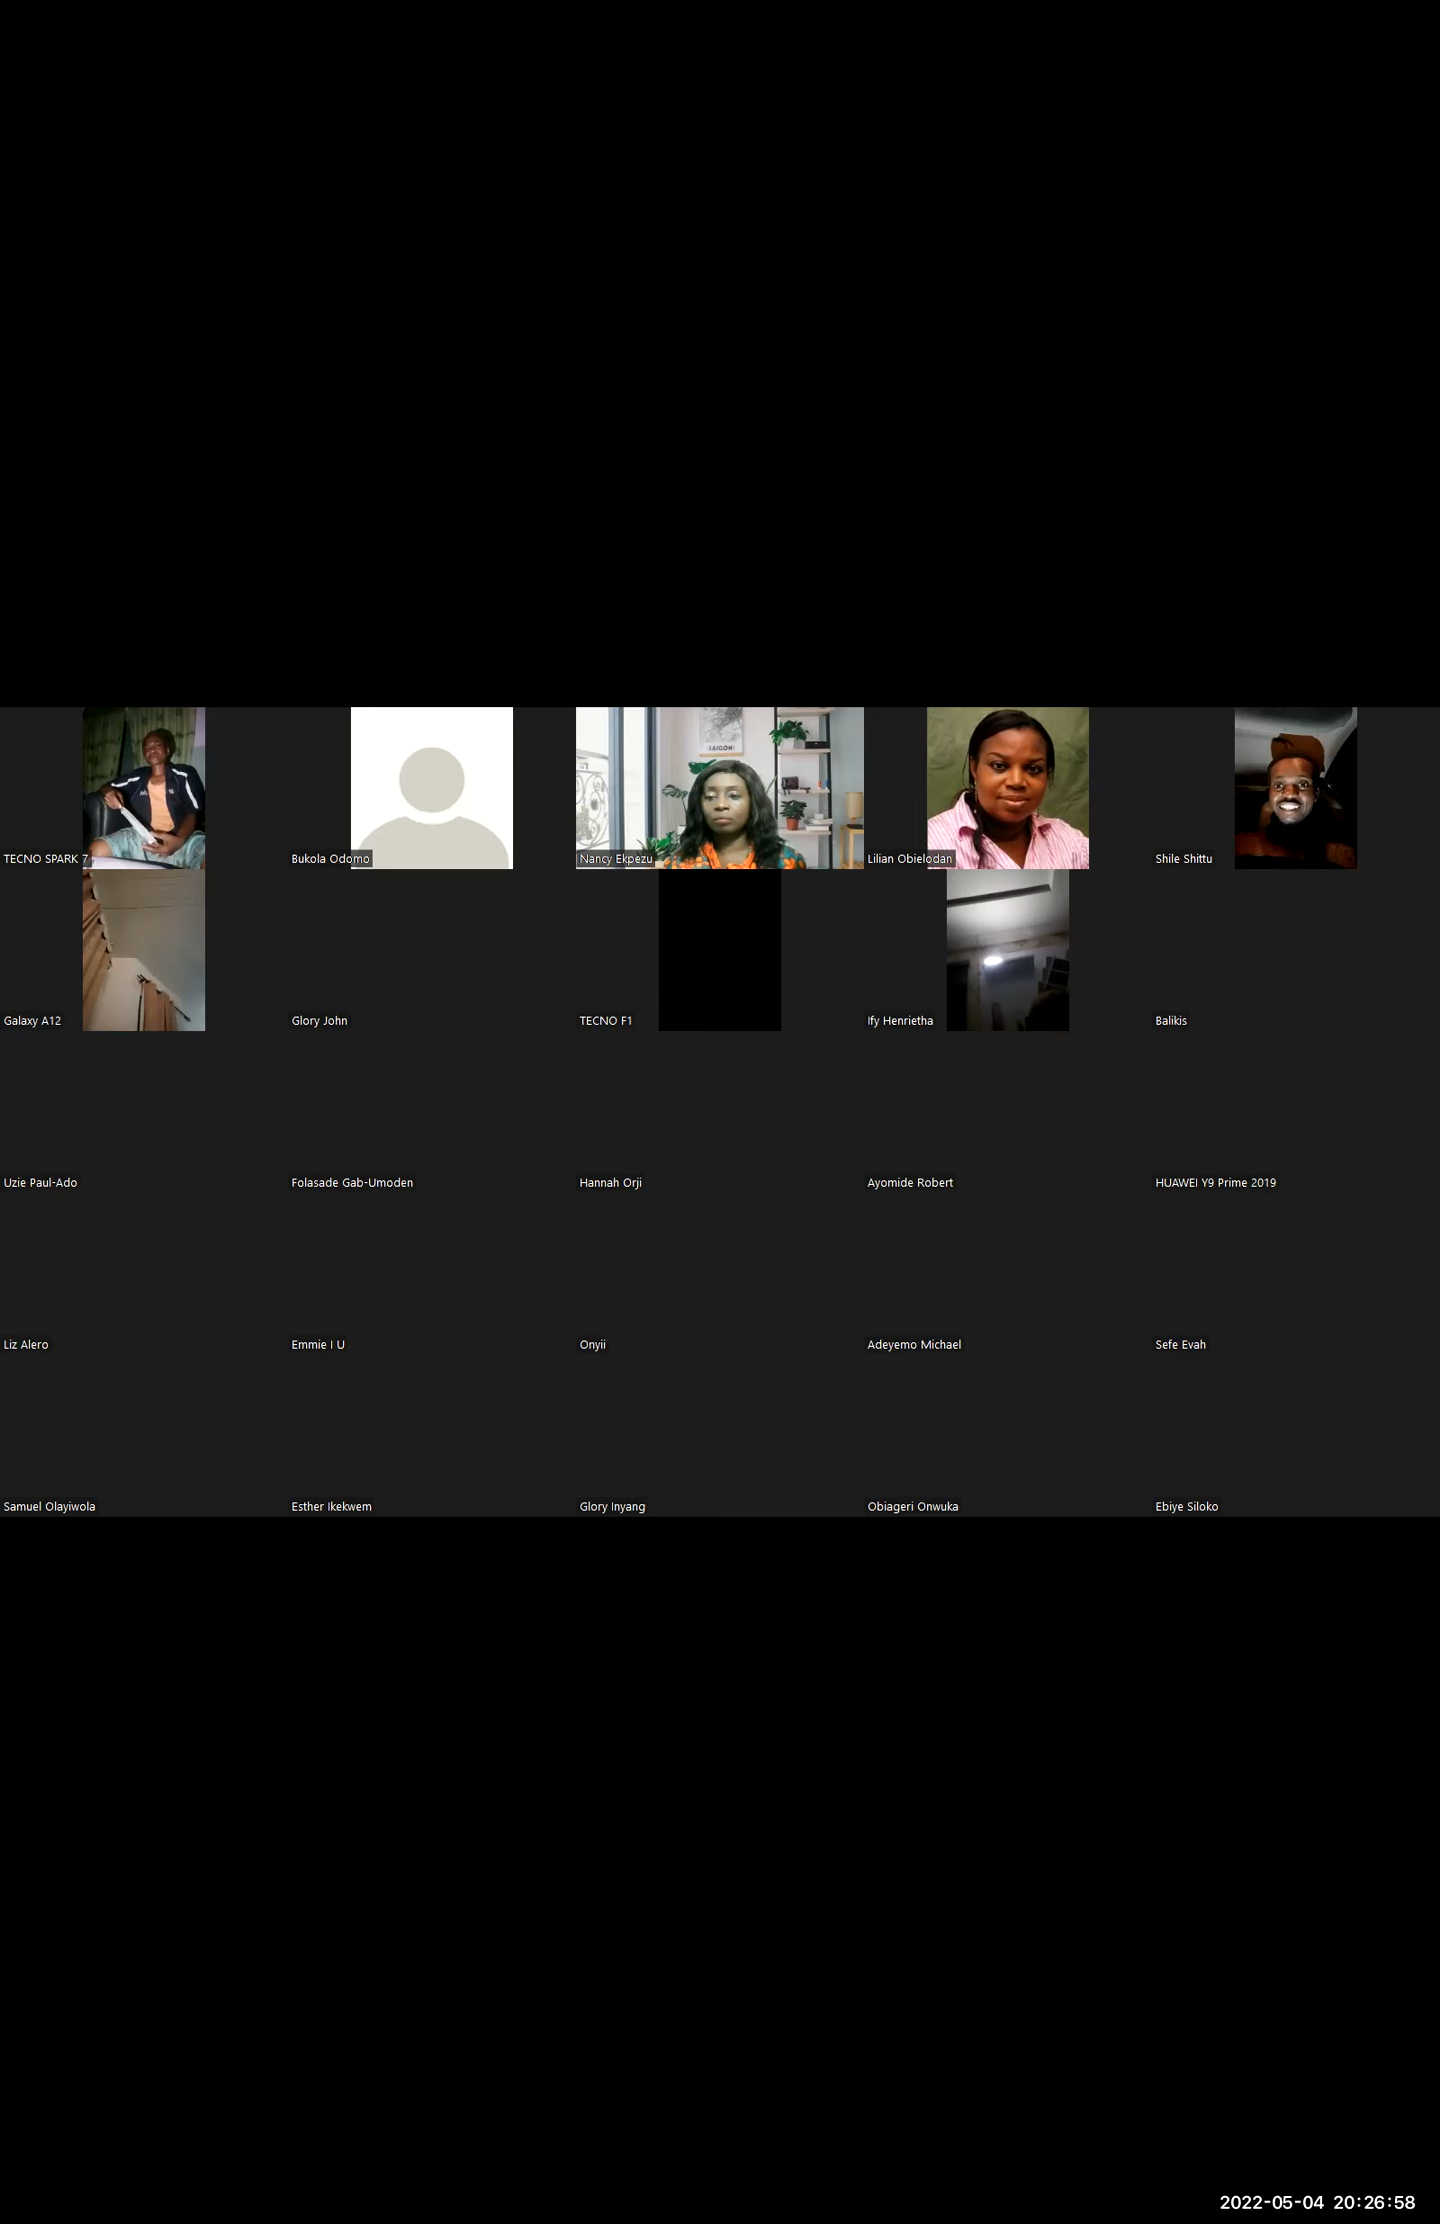 SAIGON
TECNO SPARK 7
Bukola Odomo
Nancy Ekpezu
Lilian Obielodan
Shile Shittu
Galaxy A12
Glory John
TECNO F1
Ify Henrietha
Balikis
Uzie Paul-Ado
Folasade Gab-Umoden
Hannah Orji
Ayomide Robert
HUAWEI Y9 Prime 2019
Liz Alero
Emmie I U
Onyii
Adeyemo Michael
Sefe Evah
Samuel Olayiwola
Esther Ikekwem
Glory Inyang
Obiageri Onwuka
Ebiye Siloko
2022-05-04 20:26:58